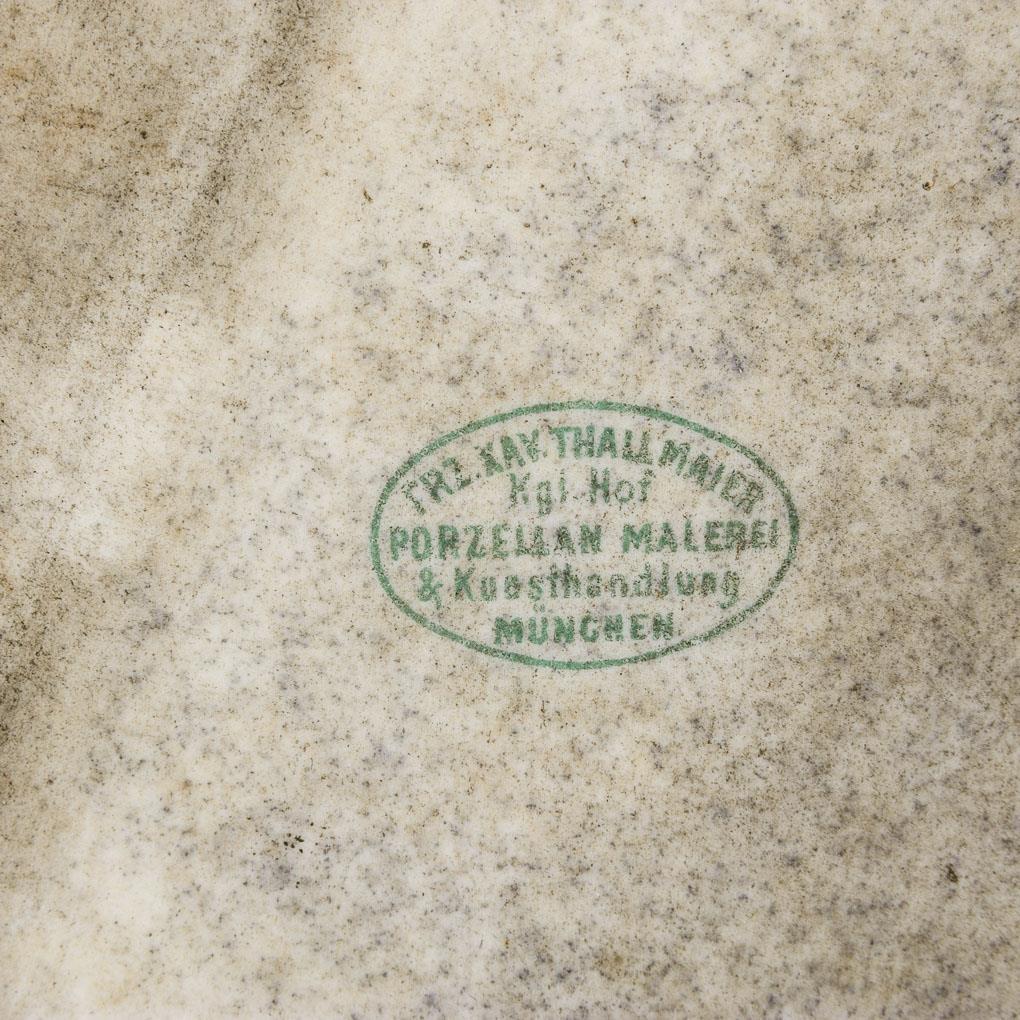 FRZ. XAV. THALLMAIER
Kgl. Hof
PORZELLAN MALEREI
& Kunsthandlung
MÜNCHEN